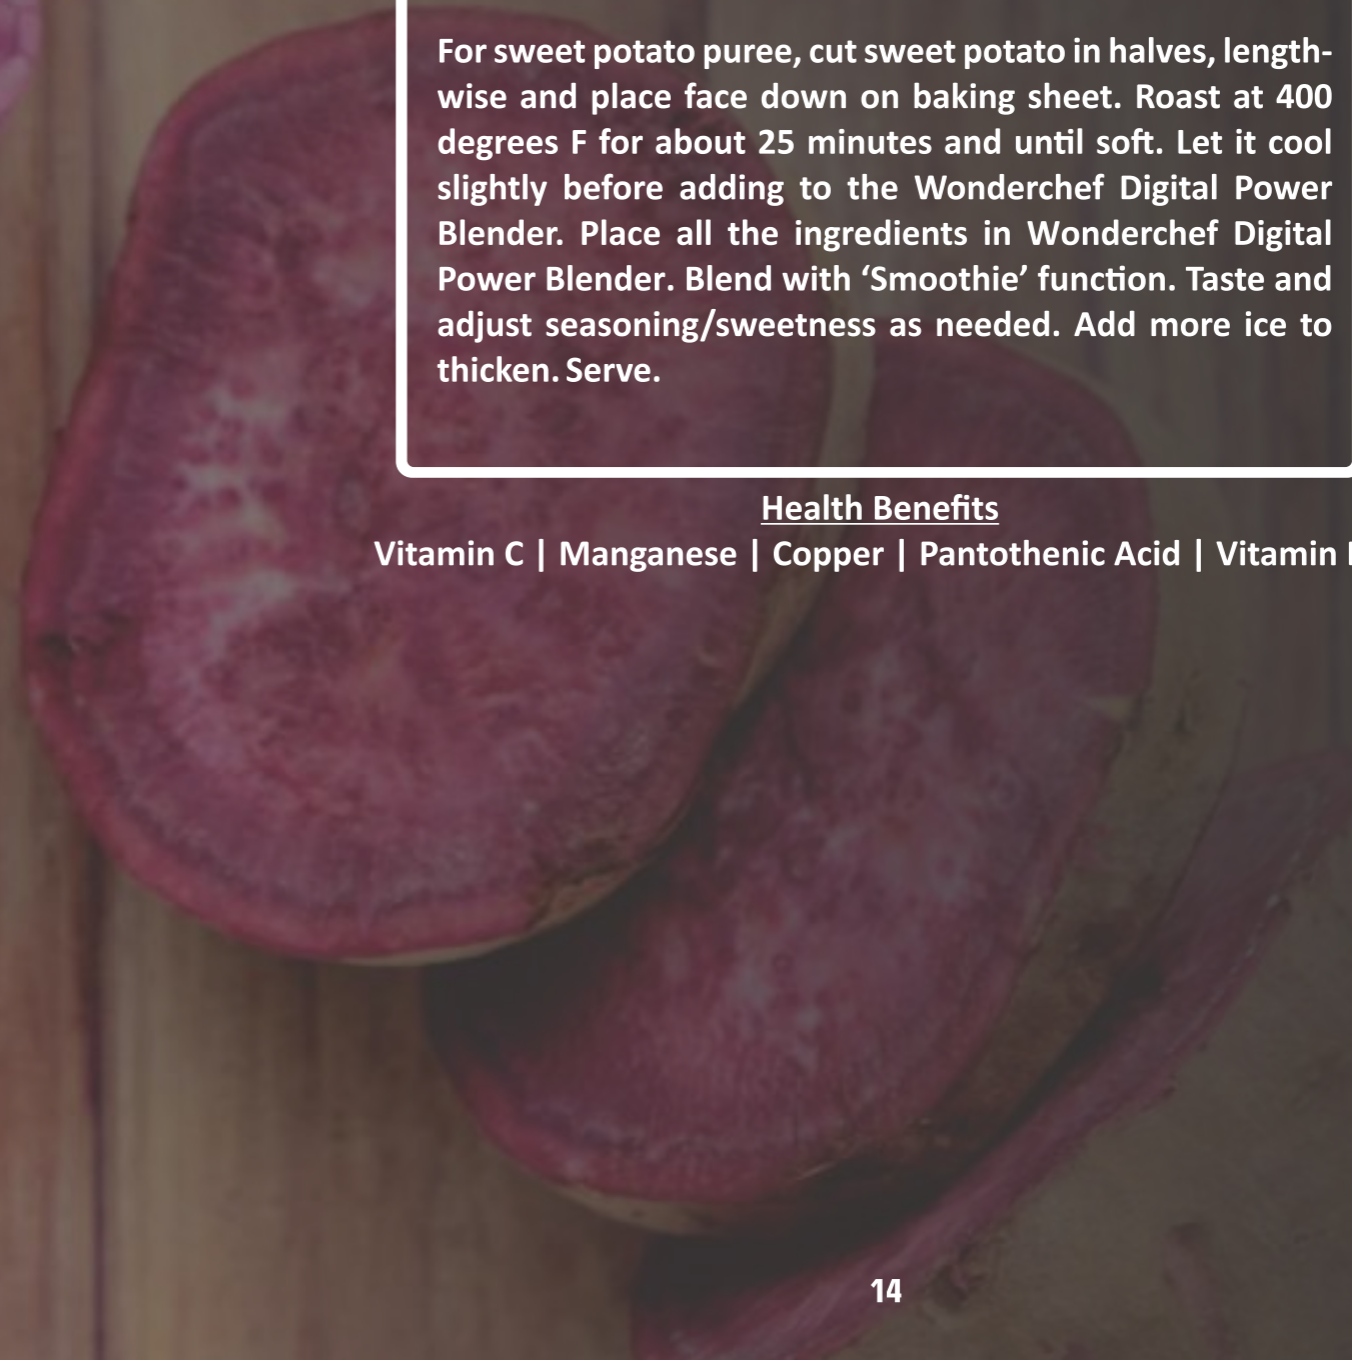 For sweet potato puree, cut sweet potato in halves, length-
wise and place face down on baking sheet. Roast at 400
degrees F for about 25 minutes and until soft. Let it cool
slightly before adding to the Wonderchef Digital Power
Blender. Place all the ingredients in Wonderchef Digital
Power Blender. Blend with ‘Smoothie’ function. Taste and
adjust seasoning/sweetness as needed. Add more ice to
thicken. Serve.
Health Benefits
Vitamin C | Manganese | Copper | Pantothenic Acid | Vitamin
14